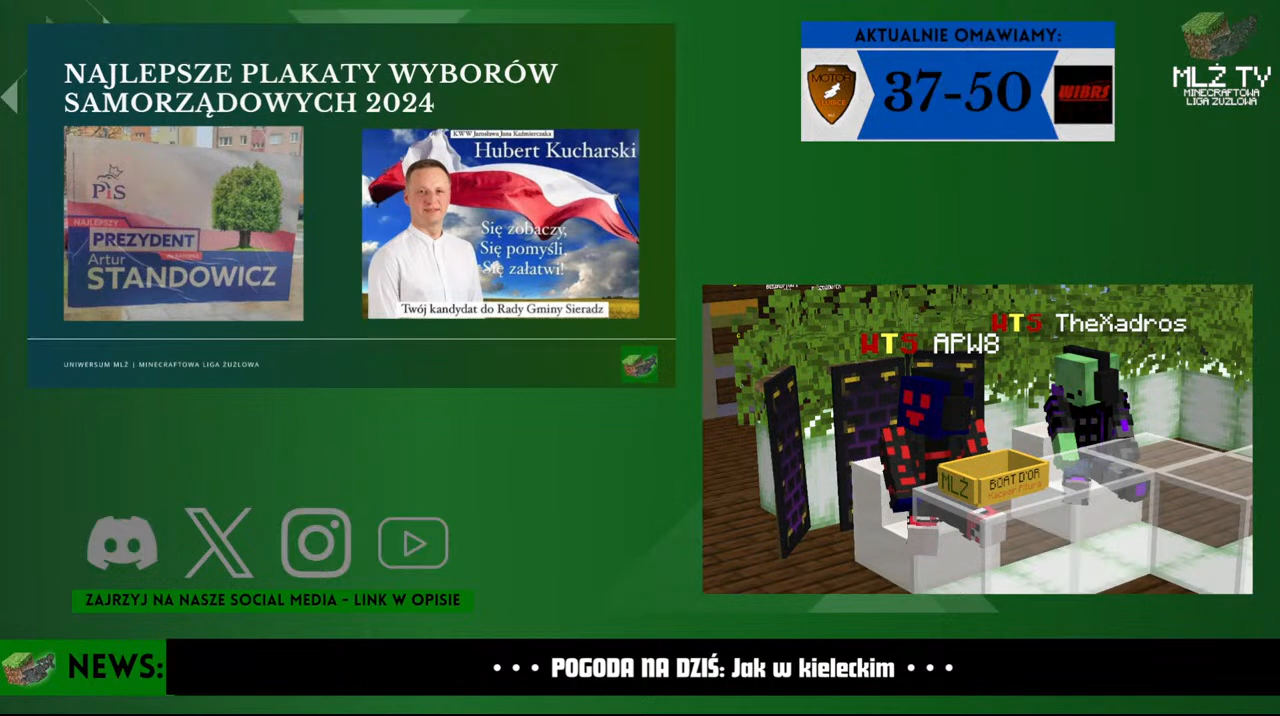 NAJLEPSZE PLAKATY WYBORÓW
SAMORZĄDOWYCH 2024
PiS
NAJLEPSZY
PREZYDENT
Artur
STANDOWICZ
KWW Jarosława Jana Kaźmierczaka
Hubert Kucharski
Się zobaczy,
Się pomyśli,
Się załatwi!
Twój kandydat do Rady Gminy Sieradz
UNIWERSUM MLŻ | MINECRAFTOWA LIGA ŻUŻLOWA
AKTUALNIE OMAWIAMY:
MOTOR
37-50
WIBRS
MLŻ TV
MINECRAFTOWA
LIGA ŻUŻLOWA
WTS TheXadros
WTS APW8
MLŻ
BOAT D'OR
Kacper Pitura
ZAJRZYJ NA NASZE SOCIAL MEDIA - LINK W OPISIE
NEWS:
• • • POGODA NA DZIŚ: Jak w kieleckim • • •